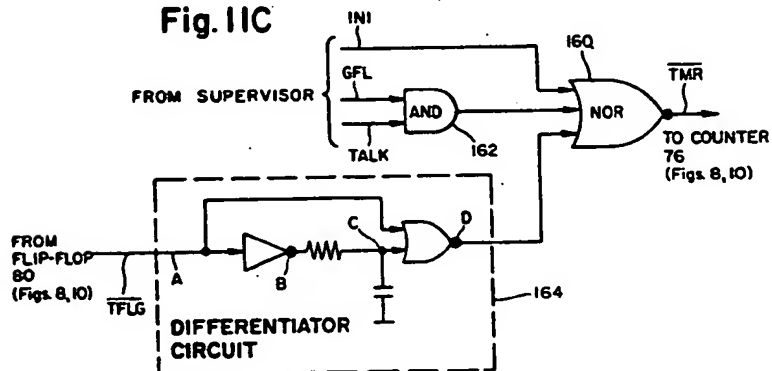 Fig. 11C
INI
GFL
FROM SUPERVISOR
AND
TALK
162
160
NOR
TMR
TO COUNTER
76
(Figs. 8, 10)
FROM
FLIP-FLOP
80
(Figs. 8, 10)
TFLG
A
B
C
D
164
DIFFERENTIATOR
CIRCUIT